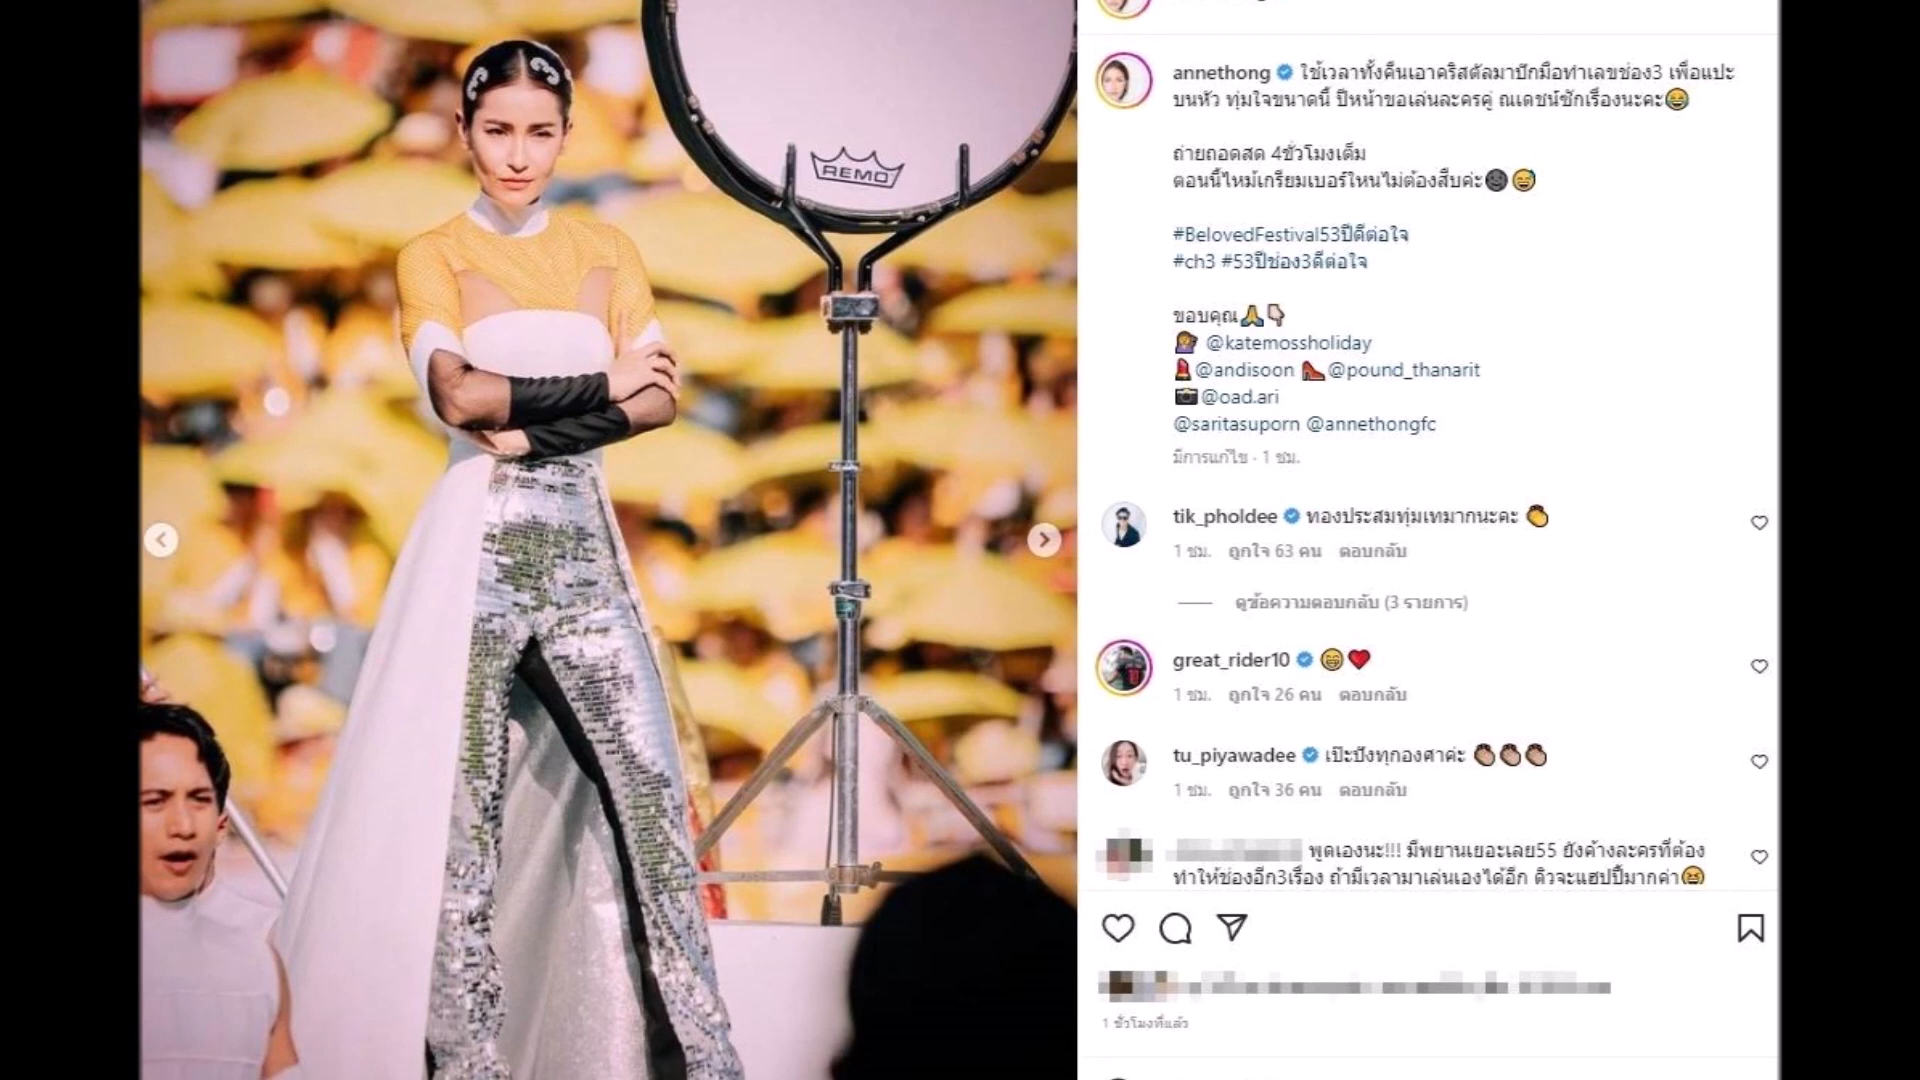 REMO
annethong ใช้เวลาทั้งคืนเอาคริสตัลมาปักมือทำเลขช่อง3 เพื่อแปะ
บนหัว ทุ่มใจขนาดนี้ ปีหน้าขอเล่นละครคู่ ณเดชน์ซักเรื่องนะคะ😂
ถ่ายถอดสด 4ชั่วโมงเต็ม
ตอนนี้ไหม้เกรียมเบอร์ไหนไม่ต้องสืบค่ะ🌚😅
#BelovedFestival53ปีดีต่อใจ
#ch3 #53ปีช่อง3ดีต่อใจ
ขอบคุณ🙏👇
@katemossholiday
💄@andisoon 👠@pound_thanarit
📷@oad.ari
@saritasuporn @annethongfc
มีการแก้ไข · 1 ชม.
tik_pholdee ทองประสมทุ่มเทมากนะคะ 👏
1 ชม. ถูกใจ 63 คน ตอบกลับ
ดูข้อความตอบกลับ (3 รายการ)
great_rider10 😁❤️
1 ชม. ถูกใจ 26 คน ตอบกลับ
tu_piyawadee เป๊ะปังทุกองศาค่ะ 👏👏👏
1 ชม. ถูกใจ 36 คน ตอบกลับ
พูดเองนะ!!! มีพยานเยอะเลย55 ยังค้างละครที่ต้อง
ทำให้ช่องอีก3เรื่อง ถ้ามีเวลามาเล่นเองได้อีก ดิวจะแฮปปี้มากค่า😆
1 ชั่วโมงที่แล้ว